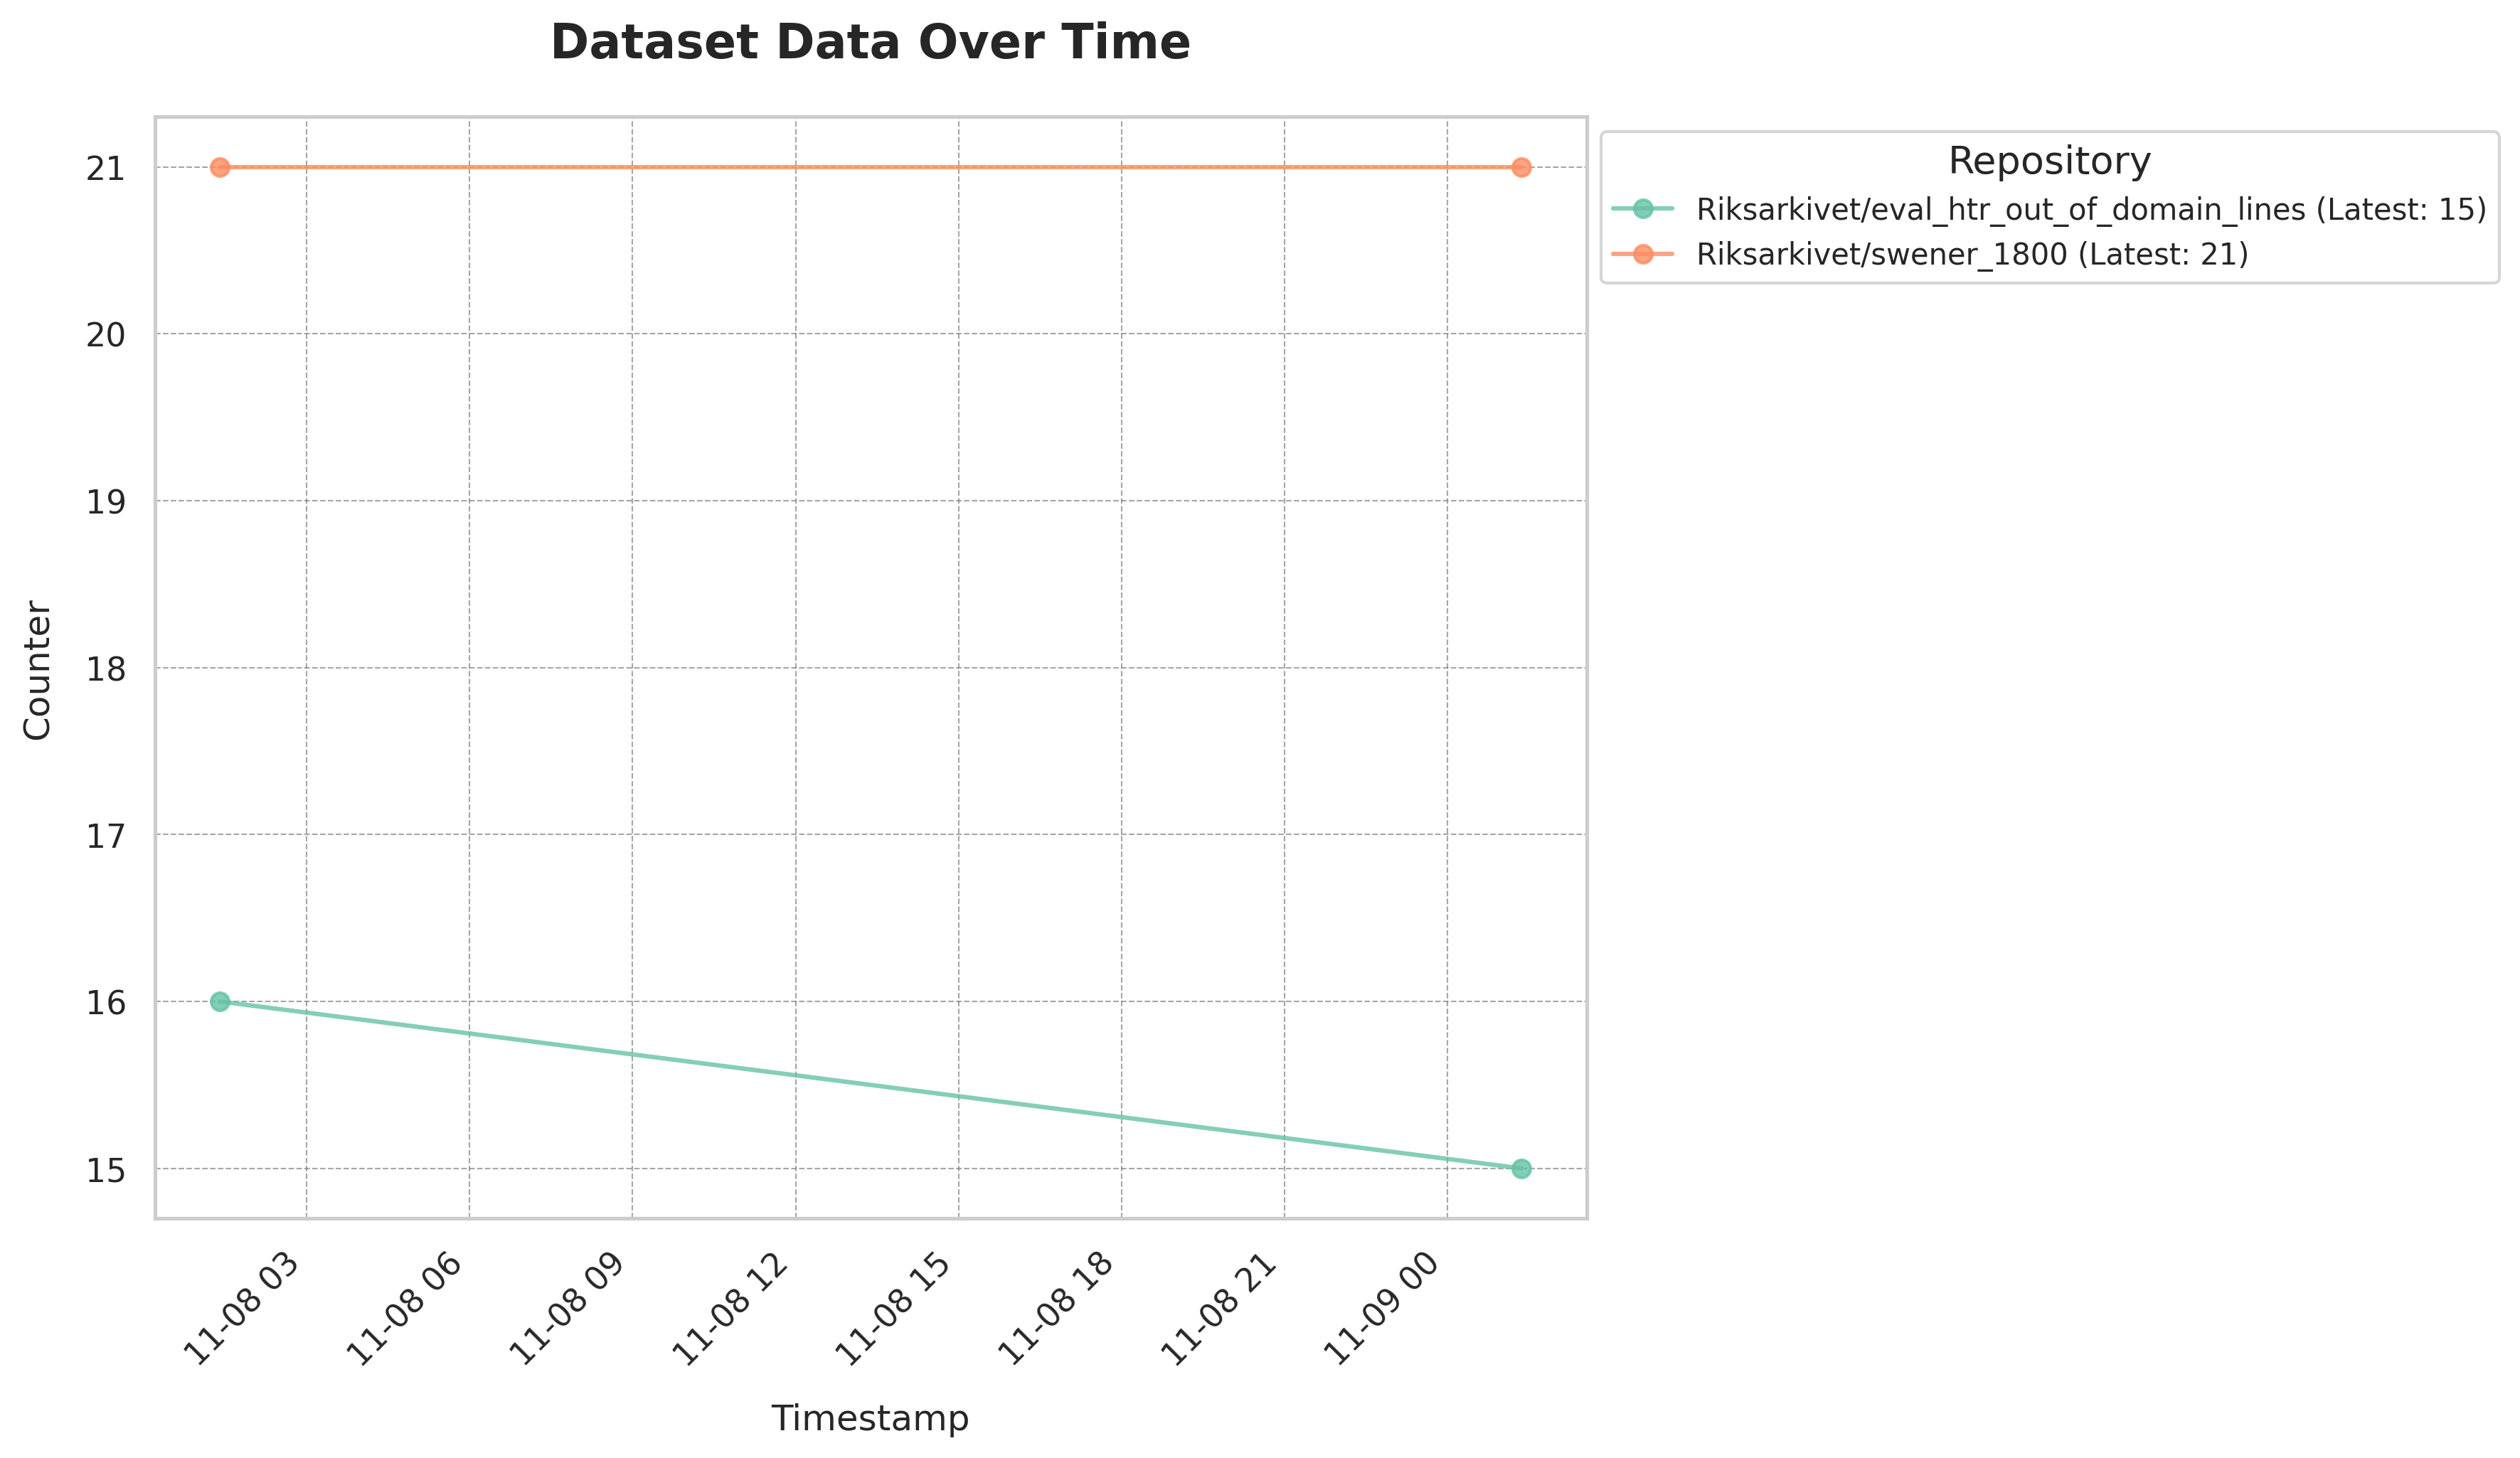 Dataset Data Over Time
Repository
Riksarkivet/eval_htr_out_of_domain_lines (Latest: 15)
Riksarkivet/swener_1800 (Latest: 21)
Counter
21
20
19
18
17
16
15
11-08 03
11-08 06
11-08 09
11-08 12
11-08 15
11-08 18
11-08 21
11-09 00
Timestamp